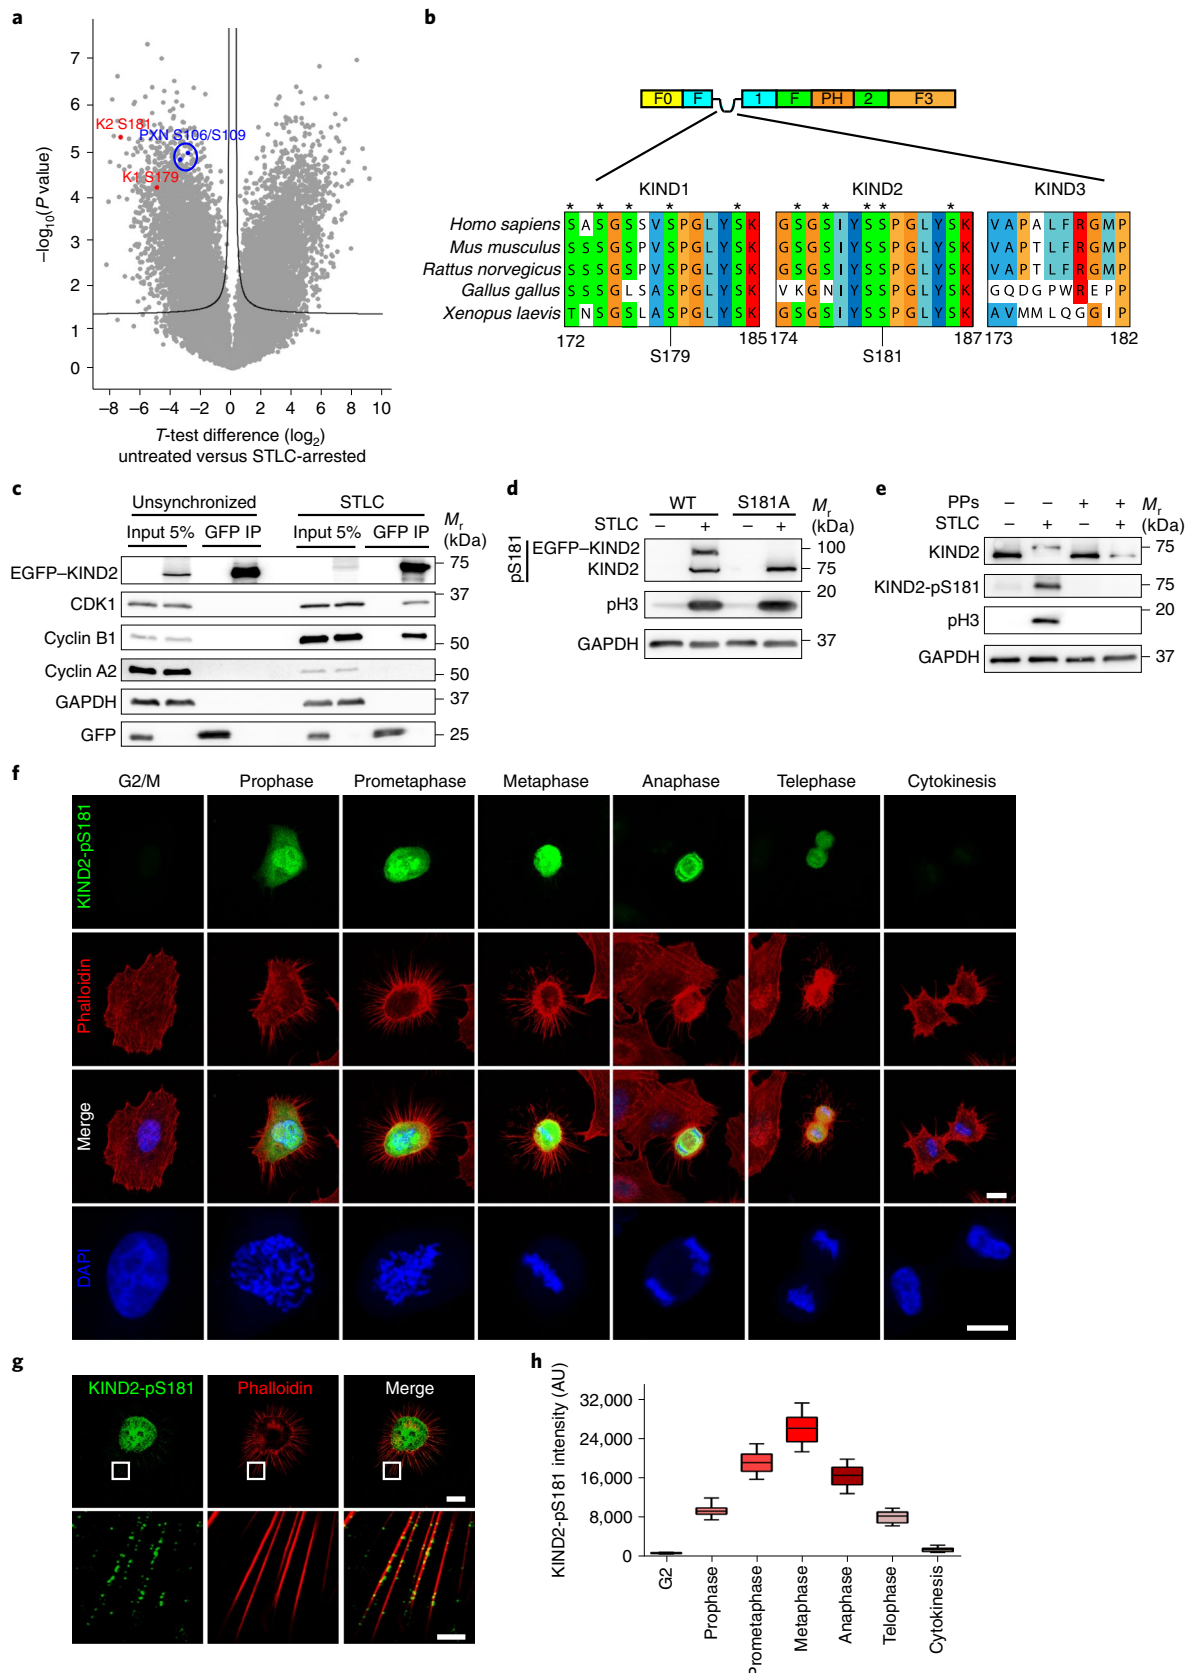 a
7
6
5
4
3
2
1
0
–log10(P value)
K2 S181
PXN S106/S109
K1 S179
–8 –6 –4 –2 0 2 4 6 8 10
T-test difference (log2)
untreated versus STLC-arrested
b
F0 F 1 F PH 2 F3
KIND1 KIND2 KIND3
* * * * * * * * * *
Homo sapiens S A S G S S V S P G L Y S K G S G S I Y S S P G L Y S K V A P A L F R G M P
Mus musculus S S S G S P V S P G L Y S K G S G S I Y S S P G L Y S K V A P T L F R G M P
Rattus norvegicus S S S G S P V S P G L Y S K G S G S I Y S S P G L Y S K V A P T L F R G M P
Gallus gallus S S S G L S A S P G L Y S K V K G N I Y S S P G L Y S K G Q D G P W R E P P
Xenopus laevis T N S G S L A S P G L Y S K G S G S I Y S S P G L Y S K A V M M L Q G G I P
172 185 174 187 173 182
S179 S181
c
Unsynchronized STLC
Input 5% GFP IP Input 5% GFP IP
Mr
(kDa)
EGFP–KIND2 75
CDK1 37
Cyclin B1 50
Cyclin A2 50
GAPDH 37
GFP 25
d
WT S181A
Mr
(kDa)
STLC – + – +
pS181
EGFP–KIND2 100
KIND2 75
pH3 20
GAPDH 37
e
PPs – – + + Mr
STLC – + – + (kDa)
KIND2 75
KIND2-pS181 75
pH3 20
GAPDH 37
f
G2/M Prophase Prometaphase Metaphase Anaphase Telephase Cytokinesis
KIND2-pS181
Phalloidin
Merge
DAPI
g
KIND2-pS181 Phalloidin Merge
h
KIND2-pS181 intensity (AU)
32,000
24,000
16,000
8,000
0
G2
Prophase
Prometaphase
Metaphase
Anaphase
Telophase
Cytokinesis